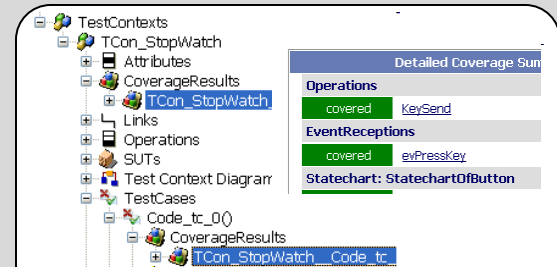 TestContexts
TCon_StopWatch
Attributes
CoverageResults
TCon_StopWatch_
Links
Operations
SUTs
Test Context Diagram
TestCases
Code_tc_0()
CoverageResults
TCon_StopWatch__Code_tc_
Detailed Coverage Sum
Operations
covered KeySend
EventReceptions
covered evPressKey
Statechart: StatechartOfButton